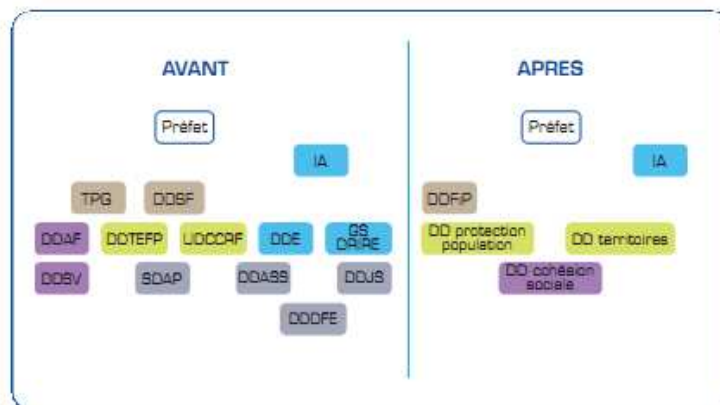 AVANT
APRES
Préfet
Préfet
IA
IA
TPG
DDSF
DDFiP
DDAF
DDTEFP
UDCCRF
DDE
GS
DRIRE
DD protection
population
DD territoires
DDSV
SDAP
DDASS
DDJS
DD cohésion
sociale
DDDFE